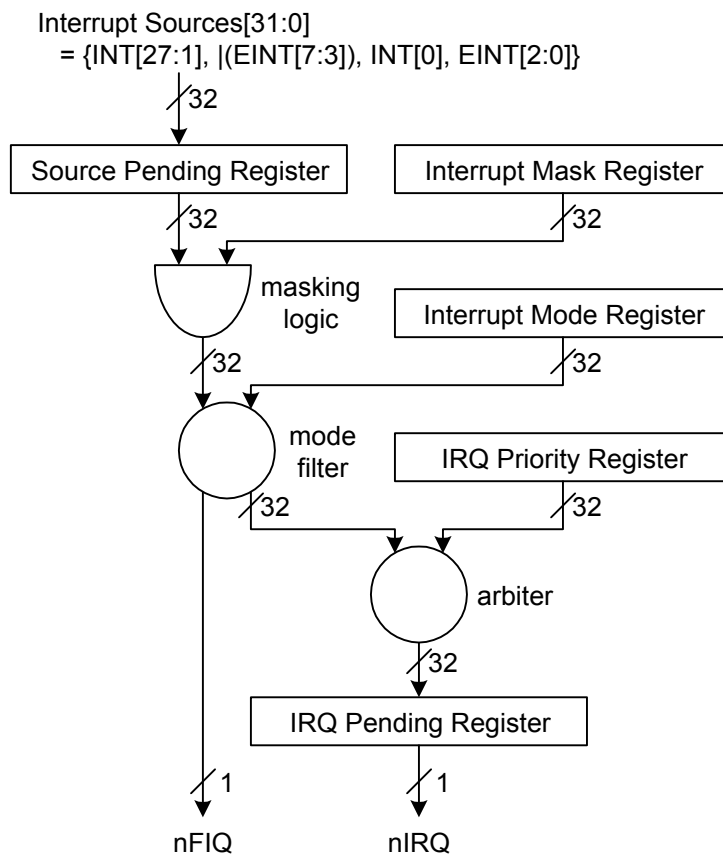 Interrupt Sources[31:0]
= {INT[27:1], |(EINT[7:3]), INT[0], EINT[2:0]}
32
Source Pending Register
Interrupt Mask Register
32
32
masking
logic
Interrupt Mode Register
32
32
mode
filter
IRQ Priority Register
32
32
arbiter
32
IRQ Pending Register
1
1
nFIQ
nIRQ